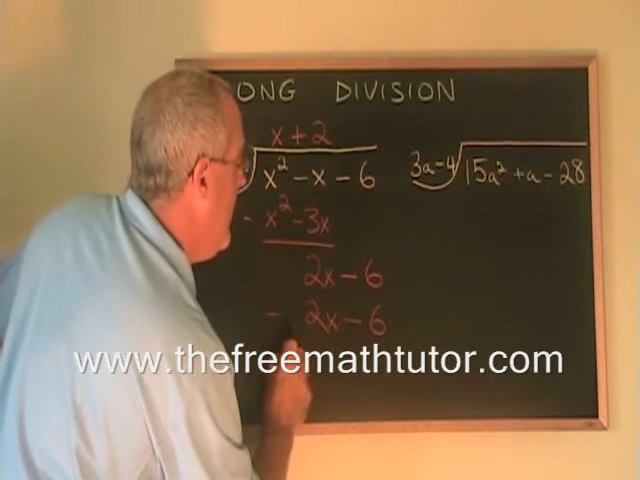 ONG DIVISION
x + 2
x² - x - 6
- x² - 3x
2x - 6
- 2x - 6
3a - 4 15a² + a - 28
www.thefreemathtutor.com